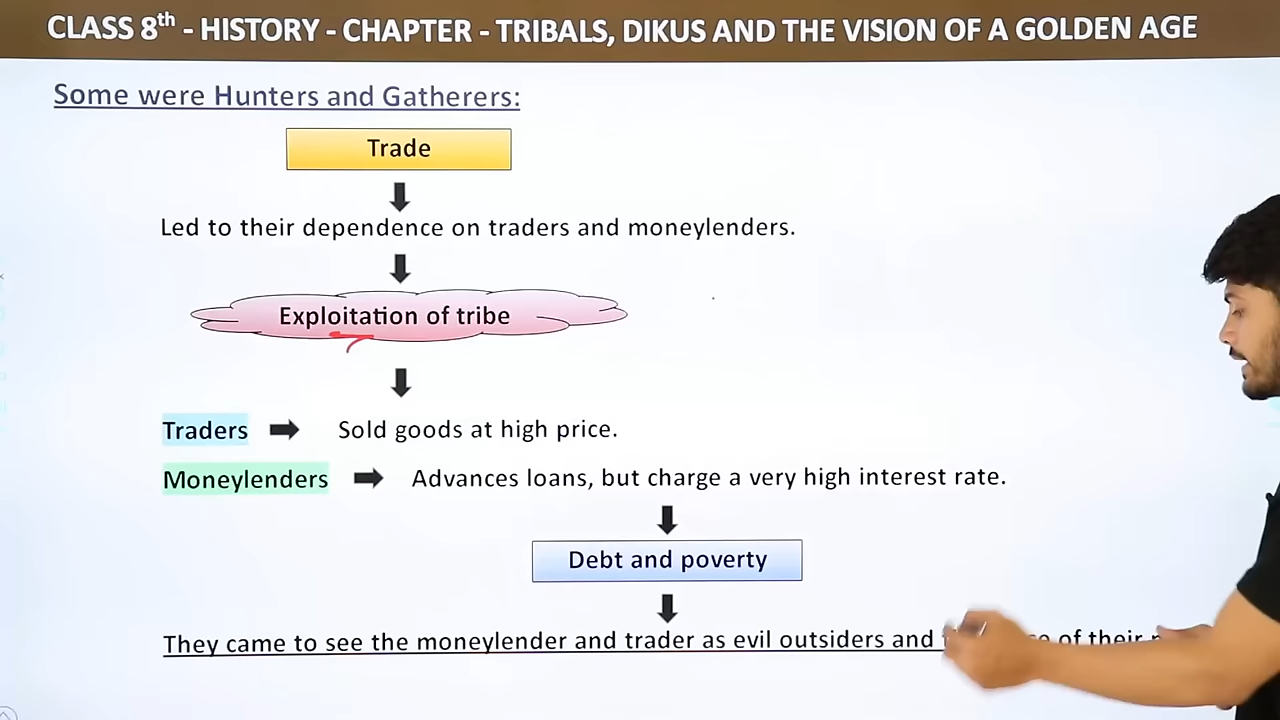 CLASS 8th - HISTORY - CHAPTER - TRIBALS, DIKUS AND THE VISION OF A GOLDEN AGE
Some were Hunters and Gatherers:
Trade
Led to their dependence on traders and moneylenders.
Exploitation of tribe
Traders Sold goods at high price.
Moneylenders Advances loans, but charge a very high interest rate.
Debt and poverty
They came to see the moneylender and trader as evil outsiders and of their